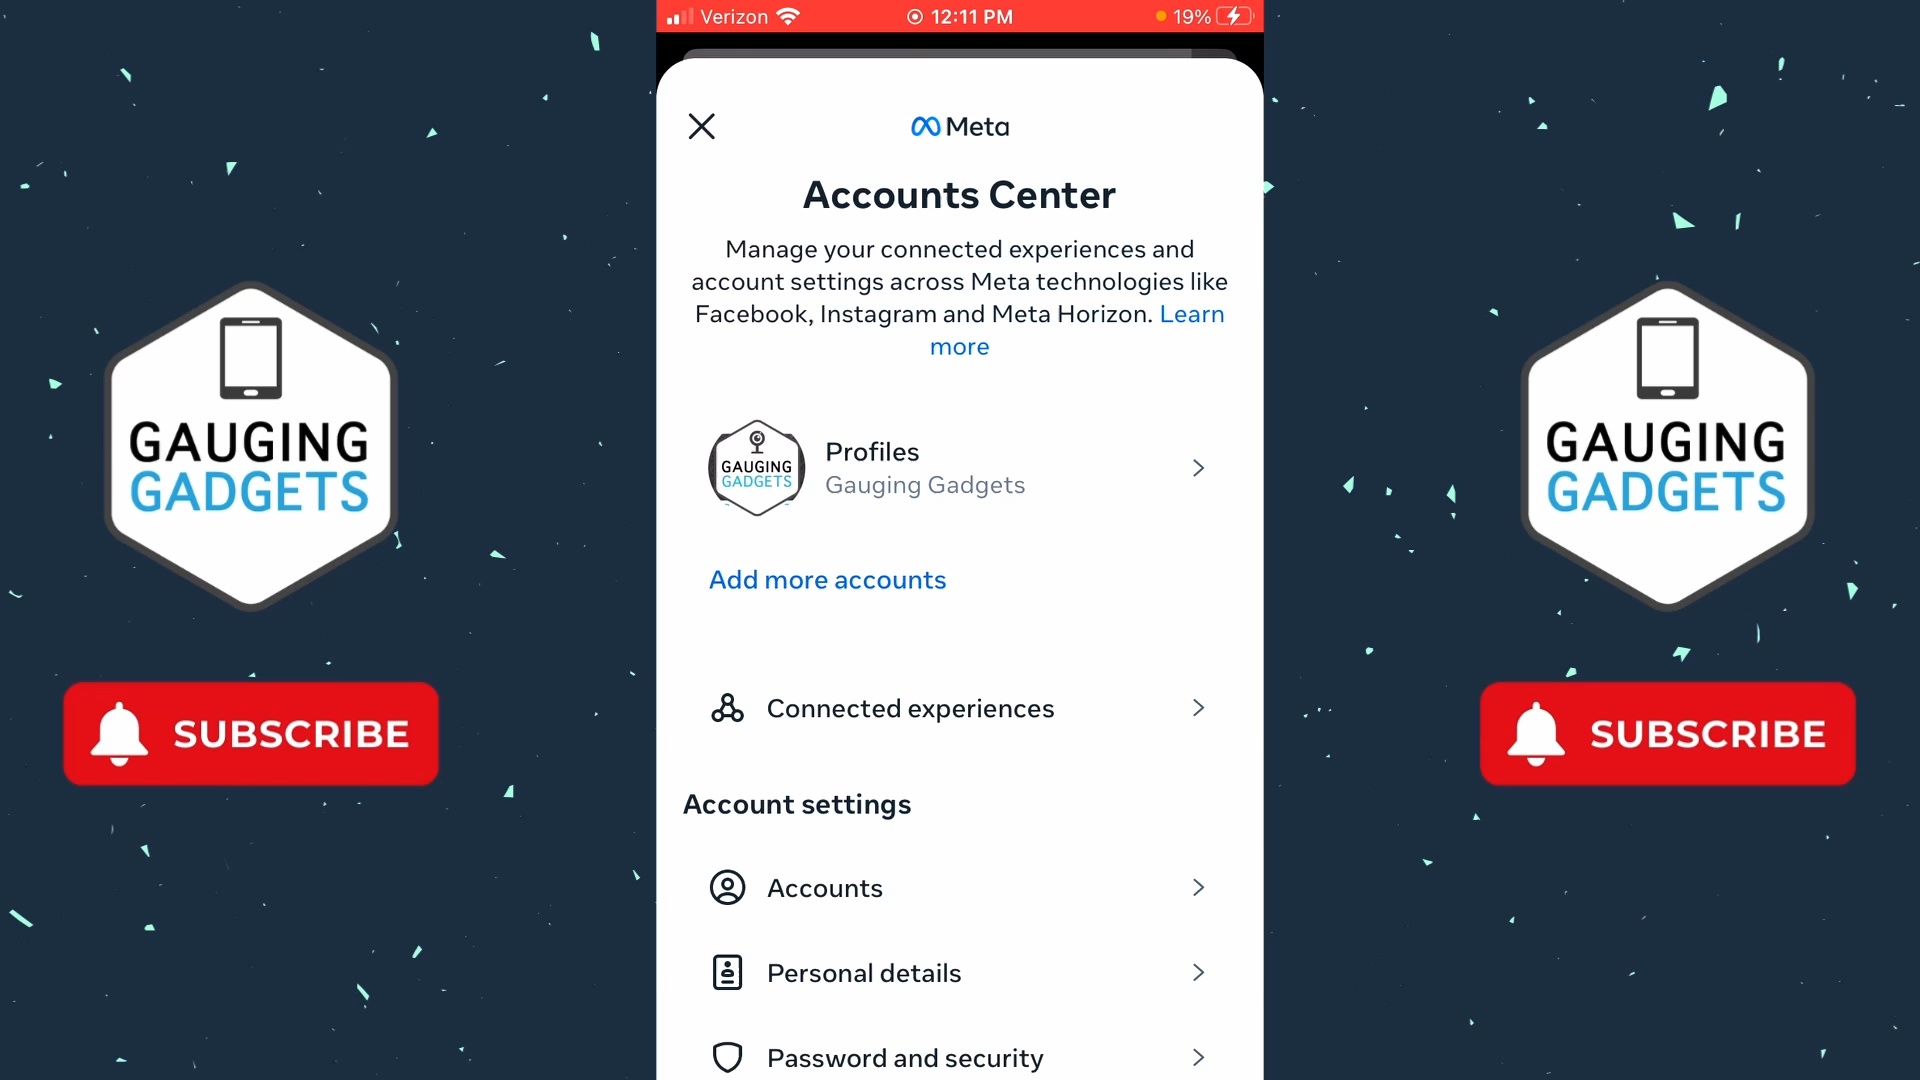 Verizon 12:11 PM 19%
Meta
Accounts Center
Manage your connected experiences and
account settings across Meta technologies like
Facebook, Instagram and Meta Horizon. Learn
more
GAUGING
GADGETS
Profiles
Gauging Gadgets
Add more accounts
Connected experiences
Account settings
Accounts
Personal details
Password and security
GAUGING
GADGETS
SUBSCRIBE
GAUGING
GADGETS
SUBSCRIBE